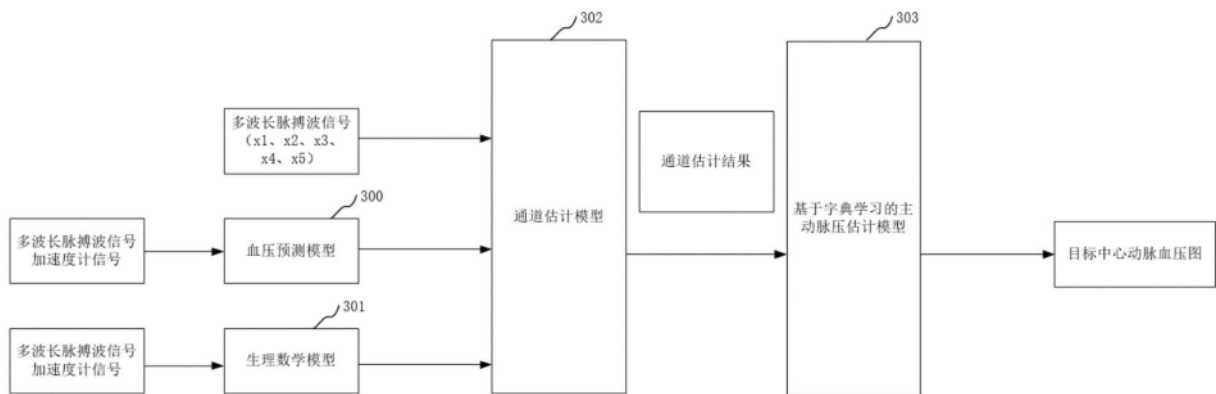 302
303
多波长脉搏波信号
（x1、x2、x3、
x4、x5）
通道估计结果
300
通道估计模型
基于字典学习的主
动脉压估计模型
多波长脉搏波信号
加速度计信号
血压预测模型
目标中心动脉血压图
301
多波长脉搏波信号
加速度计信号
生理数学模型